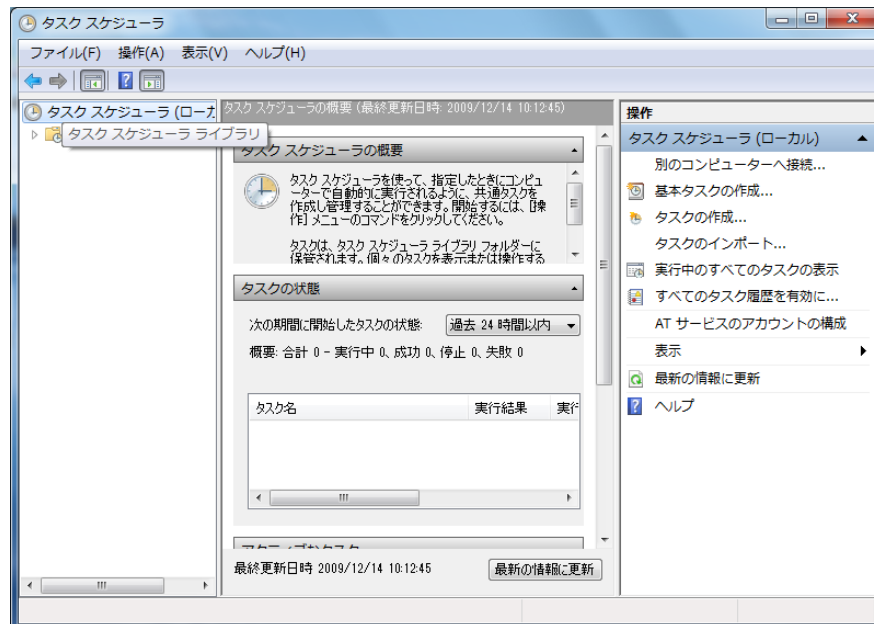 タスク スケジューラ
ファイル(F) 操作(A) 表示(V) ヘルプ(H)
タスク スケジューラ (ローカ
タスク スケジューラ ライブラリ
タスク スケジューラの概要 (最終更新日時: 2009/12/14 10:12:45)
タスク スケジューラの概要
タスク スケジューラを使って、指定したときにコンピュ
ーターで自動的に実行されるように、共通タスクを
作成し管理することができます。開始するには、[操
作] メニューのコマンドをクリックしてください。
タスクは、タスク スケジューラ ライブラリ フォルダーに
保管されます。個々のタスクを表示または操作する
タスクの状態
次の期間に開始したタスクの状態:
過去 24 時間以内
概要: 合計 0 - 実行中 0、成功 0、停止 0、失敗 0
タスク名 実行結果 実行
アクティブなタスク
最終更新日時 2009/12/14 10:12:45
最新の情報に更新
操作
タスク スケジューラ (ローカル)
別のコンピューターへ接続...
基本タスクの作成...
タスクの作成...
タスクのインポート...
実行中のすべてのタスクの表示
すべてのタスク履歴を有効に...
AT サービスのアカウントの構成
表示
最新の情報に更新
ヘルプ